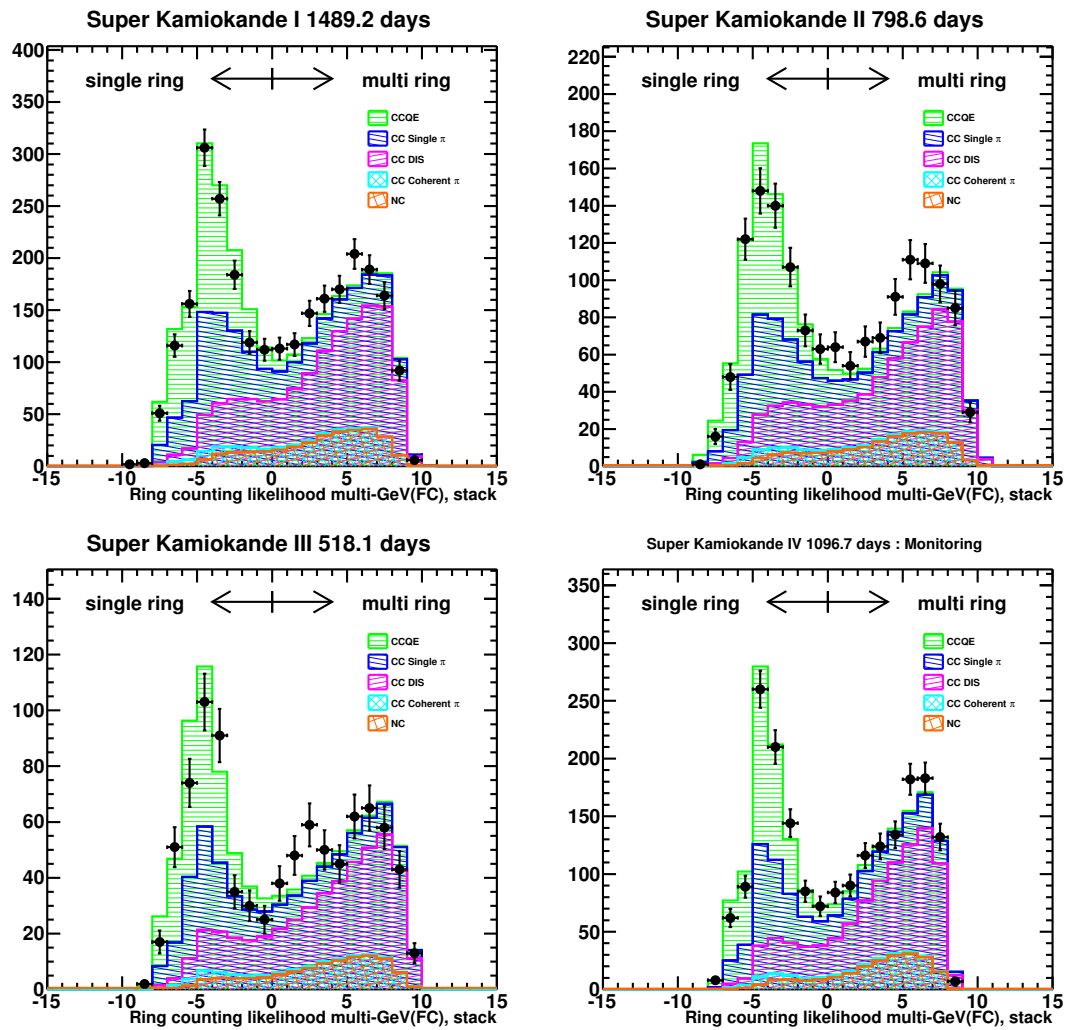 Super Kamiokande I 1489.2 days
400
350
300
250
200
150
100
50
0
single ring
multi ring
CCQE
CC Single π
CC DIS
CC Coherent π
NC
-15 -10 -5 0 5 10 15
Ring counting likelihood multi-GeV(FC), stack
Super Kamiokande II 798.6 days
220
200
180
160
140
120
100
80
60
40
20
0
single ring
multi ring
CCQE
CC Single π
CC DIS
CC Coherent π
NC
-15 -10 -5 0 5 10 15
Ring counting likelihood multi-GeV(FC), stack
Super Kamiokande III 518.1 days
140
120
100
80
60
40
20
0
single ring
multi ring
CCQE
CC Single π
CC DIS
CC Coherent π
NC
-15 -10 -5 0 5 10 15
Ring counting likelihood multi-GeV(FC), stack
Super Kamiokande IV 1096.7 days : Monitoring
350
300
250
200
150
100
50
0
single ring
multi ring
CCQE
CC Single π
CC DIS
CC Coherent π
NC
-15 -10 -5 0 5 10 15
Ring counting likelihood multi-GeV(FC), stack